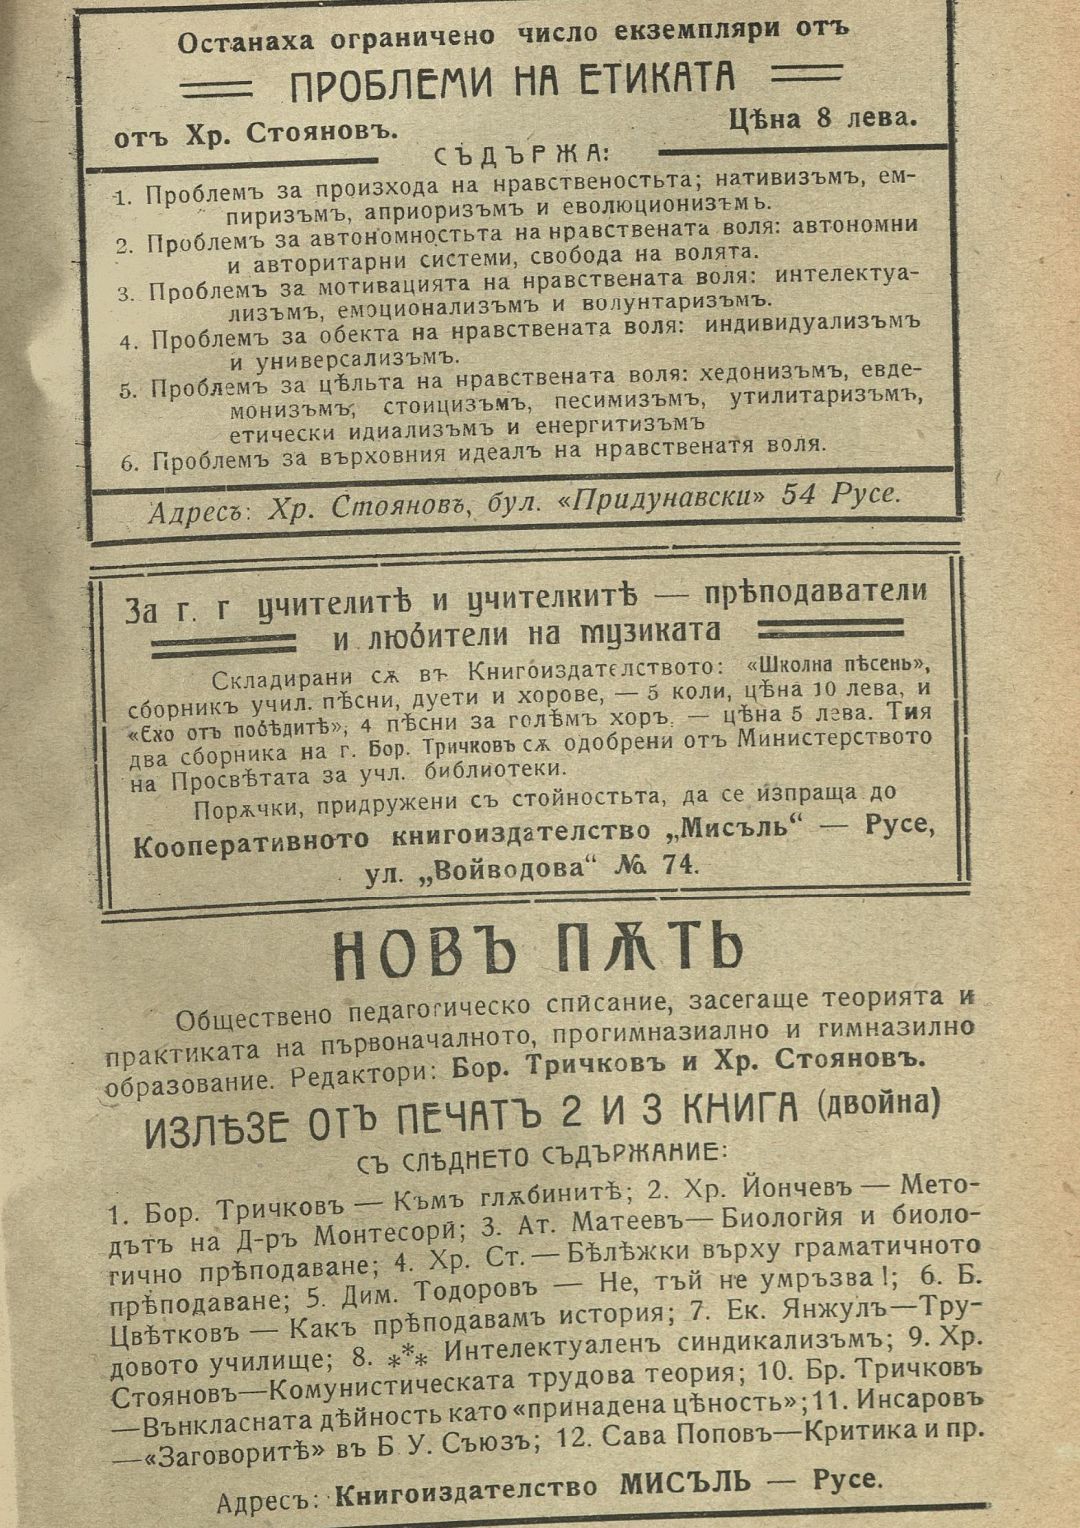 Останаха ограничено число екземпляри отъ
ПРОБЛЕМИ НА ЕТИКАТА
отъ Хр. Стояновъ.
Цѣна 8 лева.
СЪДЪРЖА:
1. Проблемъ за произхода на нравствеността; нативизъмъ, ем-
пиризъмъ, априоризъмъ и еволюционизъмъ.
2. Проблемъ за автономностьта на нравствената воля: автономни
и авторитарни системи, свобода на волята.
3. Проблемъ за мотивацията на нравствената воля: интелектуа-
лизъмъ, емоционализъмъ и волунтаризъмъ.
4. Проблемъ за обекта на нравствената воля: индивидуализъмъ
и универсализъмъ.
5. Проблемъ за цѣльта на нравствената воля: хедонизъмъ, евде-
монизъмъ, стоицизъмъ, песимизъмъ, утилитаризъмъ,
етически идиализъмъ и енергитизъмъ
6. Проблемъ за върховния идеалъ на нравственатя воля.
Адресъ: Хр. Стояновъ, бул. «Придунавски» 54 Русе.
За г. г учителитѣ и учителкитѣ — прѣподаватели
и любители на музиката
Складирани сѫ въ Книгоиздателството: «Школна пѣсень»,
сборникъ учил. пѣсни, дуети и хорове, — 5 коли, цѣна 10 лева, и
«Ехо отъ побѣдитѣ», 4 пѣсни за голѣмъ хоръ. — цѣна 5 лева. Тия
два сборника на г. Бор. Тричковъ сѫ одобрени отъ Министерството
на Просвѣтата за учл. библиотеки.
Порѫчки, придружени съ стойностьта, да се изпраща до
Кооперативното книгоиздателство „Мисъль“ — Русе,
ул. „Войводова“ № 74.
НОВЪ ПѪТЬ
Обществено педагогическо списание, засегаще теорията и
практиката на първоначалното, прогимназиално и гимназилно
образование. Редактори: Бор. Тричковъ и Хр. Стояновъ.
ИЗЛѢЗЕ ОТЪ ПЕЧАТЪ 2 И 3 КНИГА (двойна)
СЪ СЛѢДНЕТО СЪДЪРЖАНИЕ:
1. Бор. Тричковъ — Къмъ глѫбинитѣ; 2. Хр. Йончевъ — Мето-
дътъ на Д-ръ Монтесори; 3. Ат. Матеевъ— Биология и биоло-
гично прѣподаване; 4. Хр. Ст. — Бѣлѣжки върху граматичното
прѣподаване; 5. Дим. Тодоровъ — Не, тъй не умръзва!; 6. Б.
Цвѣтковъ — Какъ прѣподавамъ история; 7. Ек. Янжулъ—Тру-
довото училище; 8. *** Интелектуаленъ синдикализъмъ; 9. Хр.
Стояновъ—Комунистическата трудова теория; 10. Бр. Тричковъ
—Вънкласната дѣйность като «принадена цѣность»; 11. Инсаровъ
—«Заговоритѣ» въ Б У. Съюзъ; 12. Сава Поповъ—Критика и пр.
Адресъ: Книгоиздателство МИСЪЛЬ — Русе.